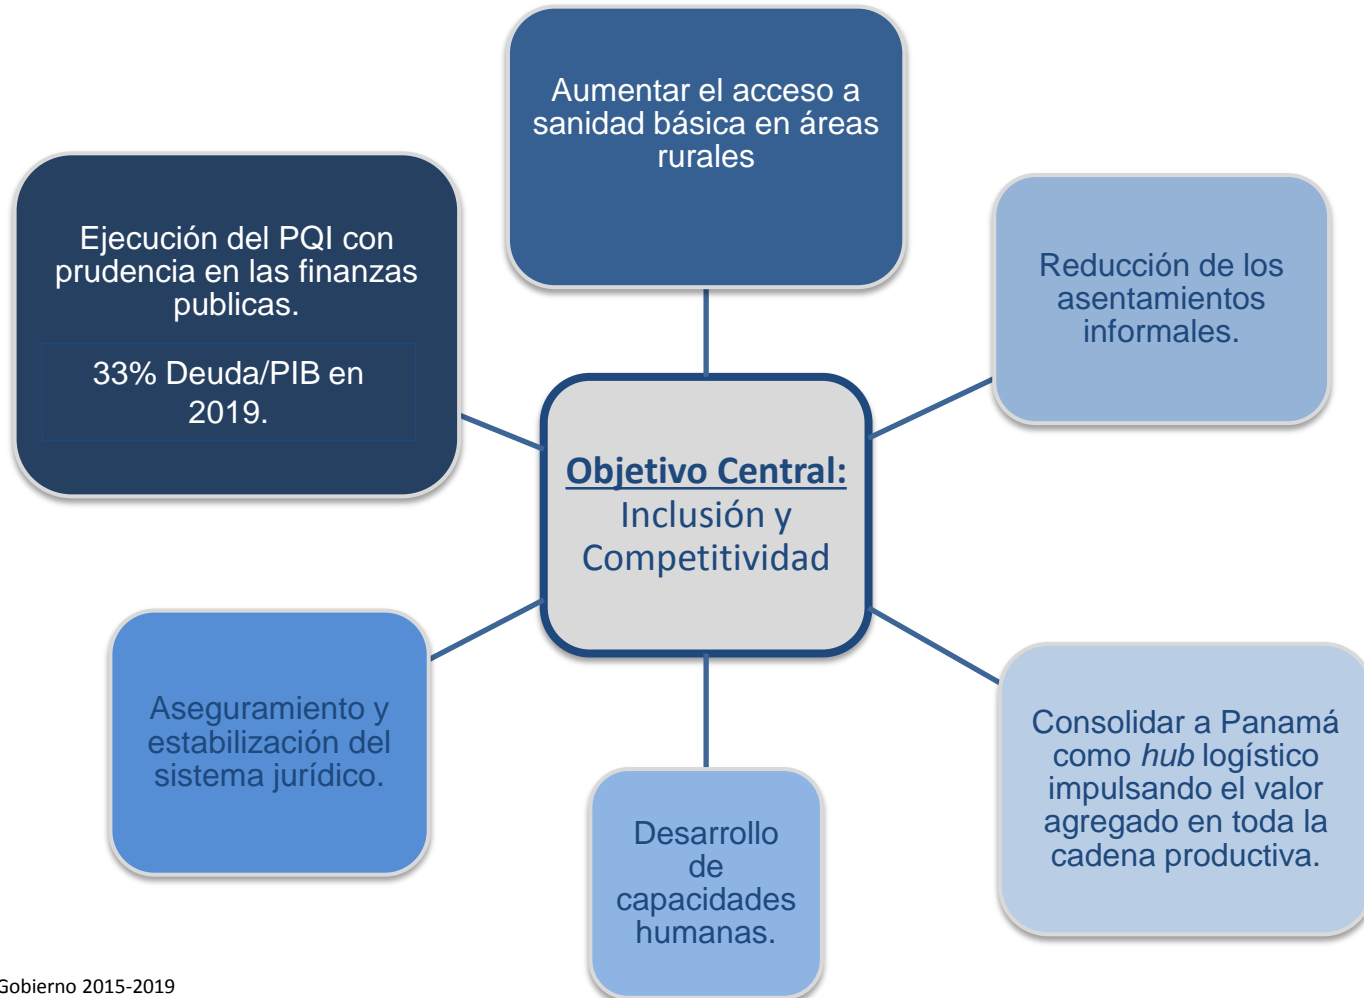 Aumentar el acceso a
sanidad básica en áreas
rurales
Ejecución del PQI con
prudencia en las finanzas
publicas.
33% Deuda/PIB en
2019.
Reducción de los
asentamientos
informales.
Objetivo Central:
Inclusión y
Competitividad
Aseguramiento y
estabilización del
sistema jurídico.
Desarrollo
de
capacidades
humanas.
Consolidar a Panamá
como hub logístico
impulsando el valor
agregado en toda la
cadena productiva.
Gobierno 2015-2019